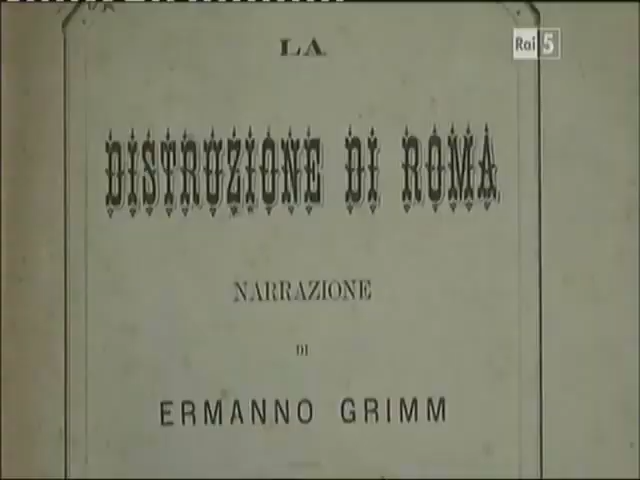 LA
Rai 5
DISTRUZIONE DI ROMA
NARRAZIONE
DI
ERMANNO GRIMM